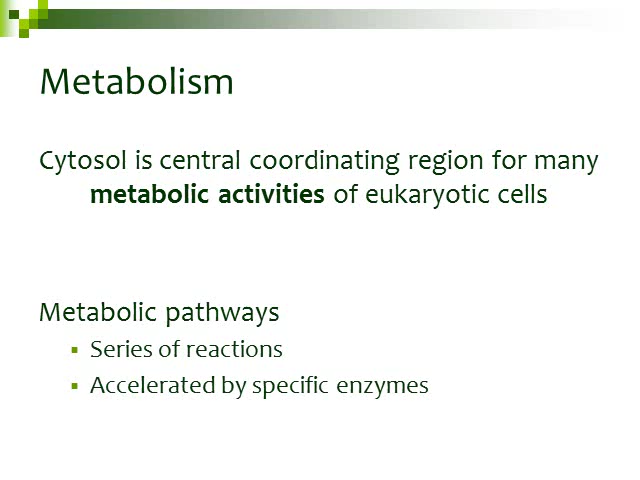 Metabolism
Cytosol is central coordinating region for many
metabolic activities of eukaryotic cells
Metabolic pathways
▪ Series of reactions
▪ Accelerated by specific enzymes